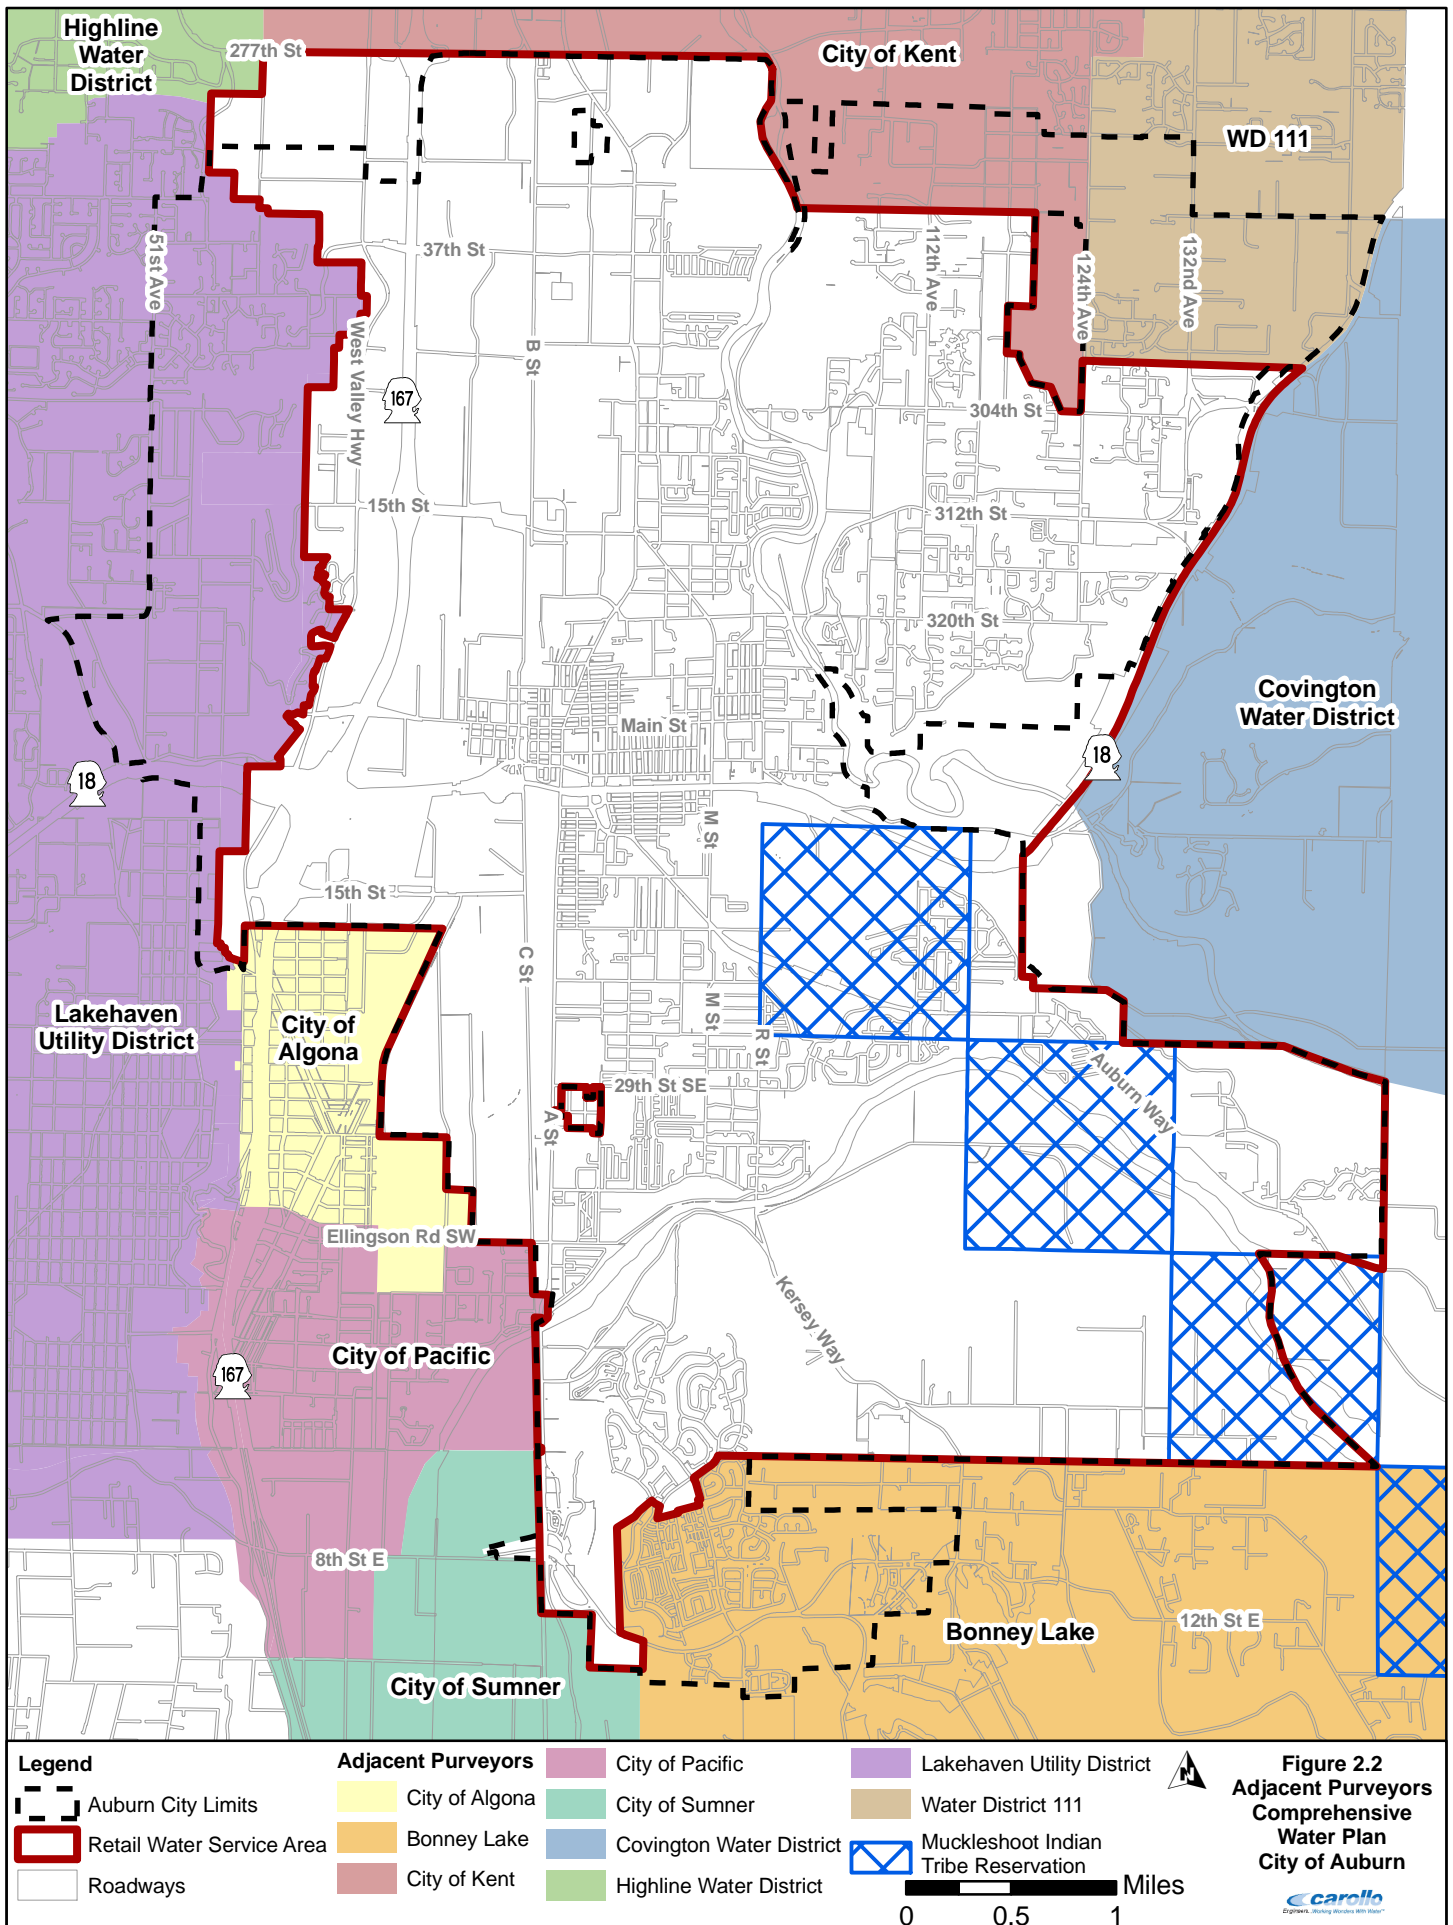 Highline
Water
District
277th St
City of Kent
WD 111
51st Ave
37th St
112th Ave
124th Ave
132nd Ave
West Valley Hwy
B St
167
304th St
15th St
312th St
320th St
Covington
Water District
Main St
18
18
M St
15th St
C St
Lakehaven
Utility District
City of
Algona
M St
R St
29th St SE
Auburn Way
A St
Ellingson Rd SW
Kersey Way
City of Pacific
167
8th St E
12th St E
Bonney Lake
City of Sumner
Legend
Auburn City Limits
Retail Water Service Area
Roadways
Adjacent Purveyors
City of Algona
Bonney Lake
City of Kent
City of Pacific
City of Sumner
Covington Water District
Highline Water District
Lakehaven Utility District
Water District 111
Muckleshoot Indian
Tribe Reservation
N
Miles
0 0.5 1
Figure 2.2
Adjacent Purveyors
Comprehensive
Water Plan
City of Auburn
carollo
Engineers...Working Wonders With Water™